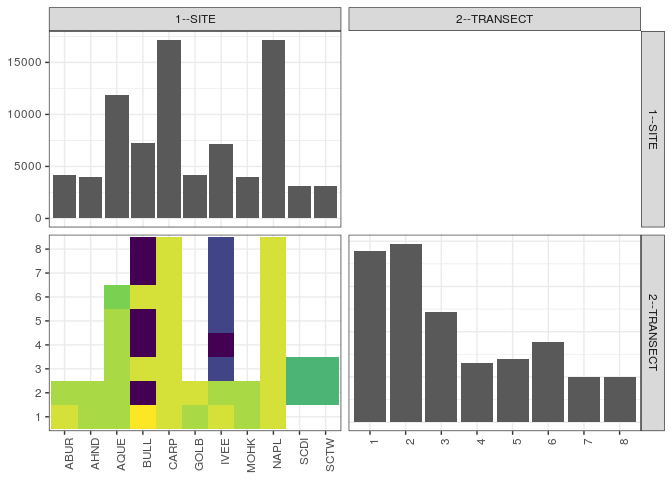 1--SITE
2--TRANSECT
15000
10000
5000
0
1--SITE
8
7
6
5
4
3
2
1
2--TRANSECT
ABUR AHND AQUE BULL CARP GOLB IVEE MOHK NAPL SCDI SCTW
1 2 3 4 5 6 7 8